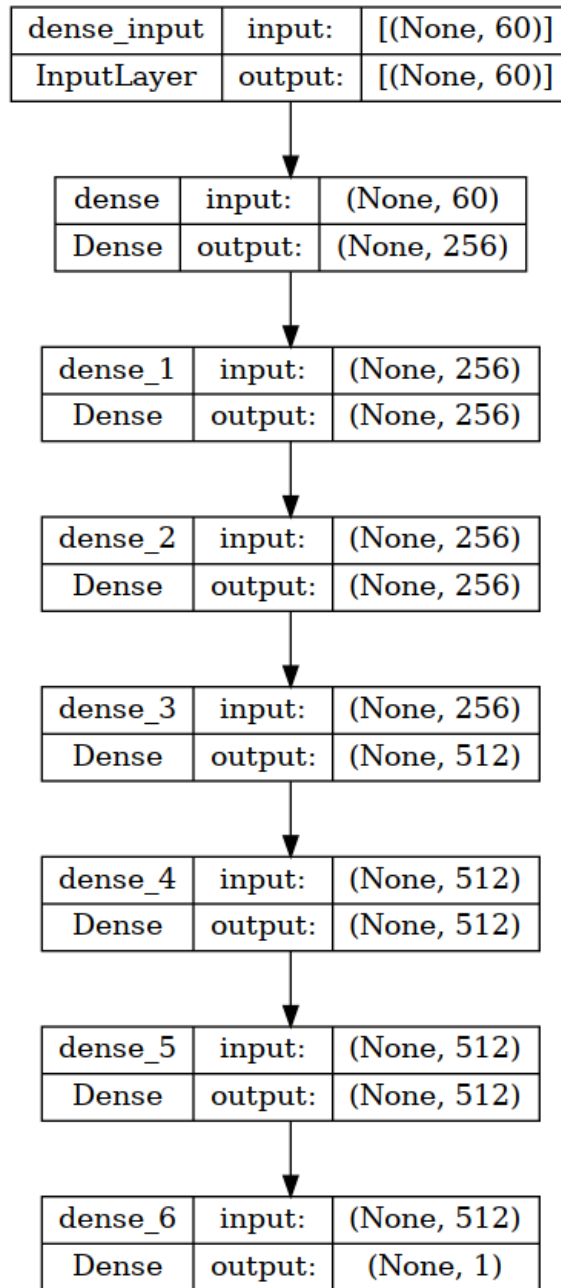 dense_input input: [(None, 60)]
InputLayer output: [(None, 60)]
dense input: (None, 60)
Dense output: (None, 256)
dense_1 input: (None, 256)
Dense output: (None, 256)
dense_2 input: (None, 256)
Dense output: (None, 256)
dense_3 input: (None, 256)
Dense output: (None, 512)
dense_4 input: (None, 512)
Dense output: (None, 512)
dense_5 input: (None, 512)
Dense output: (None, 512)
dense_6 input: (None, 512)
Dense output: (None, 1)